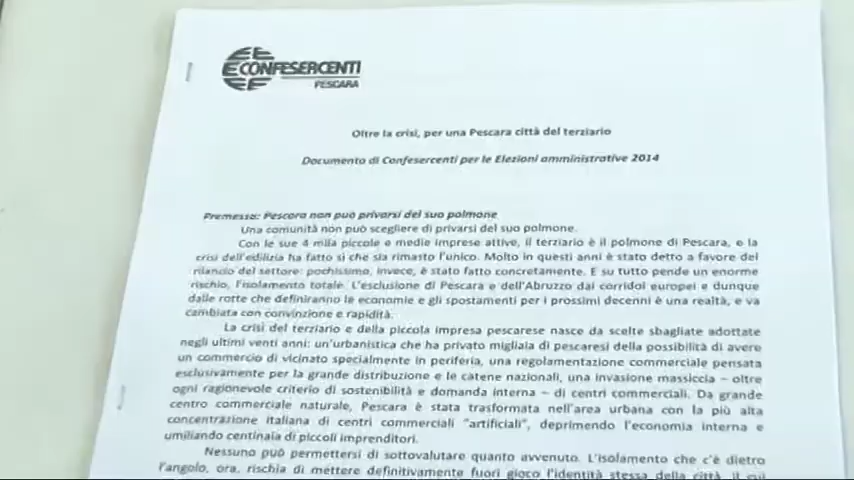 CONFESERCENTI
PESCARA
Oltre la crisi, per una Pescara città del terziario
Documento di Confesercenti per le Elezioni amministrative 2014
Premessa: Pescara non può privarsi del suo polmone
Una comunità non può scegliere di privarsi del suo polmone.
Con le sue 4 mila piccole e medie imprese attive, il terziario è il polmone di Pescara, e la
crisi dell'edilizia ha fatto sì che sia rimasto l'unico. Molto in questi anni è stato detto a favore del
rilancio del settore: pochissimo, invece, è stato fatto concretamente. E su tutto pende un enorme
rischio, l'isolamento totale. L'esclusione di Pescara e dell'Abruzzo dai corridoi europei e dunque
dalle rotte che definiranno le economie e gli spostamenti per i prossimi decenni è una realtà, e va
cambiata con convinzione e rapidità.
La crisi del terziario e della piccola impresa pescarese nasce da scelte sbagliate adottate
negli ultimi venti anni: un'urbanistica che ha privato migliaia di pescaresi della possibilità di avere
un commercio di vicinato specialmente in periferia, una regolamentazione commerciale pensata
esclusivamente per la grande distribuzione e le catene nazionali, una invasione massiccia – oltre
ogni ragionevole criterio di sostenibilità e domanda interna – di centri commerciali. Da grande
centro commerciale naturale, Pescara è stata trasformata nell'area urbana con la più alta
concentrazione italiana di centri commerciali "artificiali", deprimendo l'economia interna e
umiliando centinaia di piccoli imprenditori.
Nessuno può permettersi di sottovalutare quanto avvenuto. L'isolamento che c'è dietro
l'angolo, ora, rischia di mettere definitivamente fuori gioco l'identità stessa della città, il cui